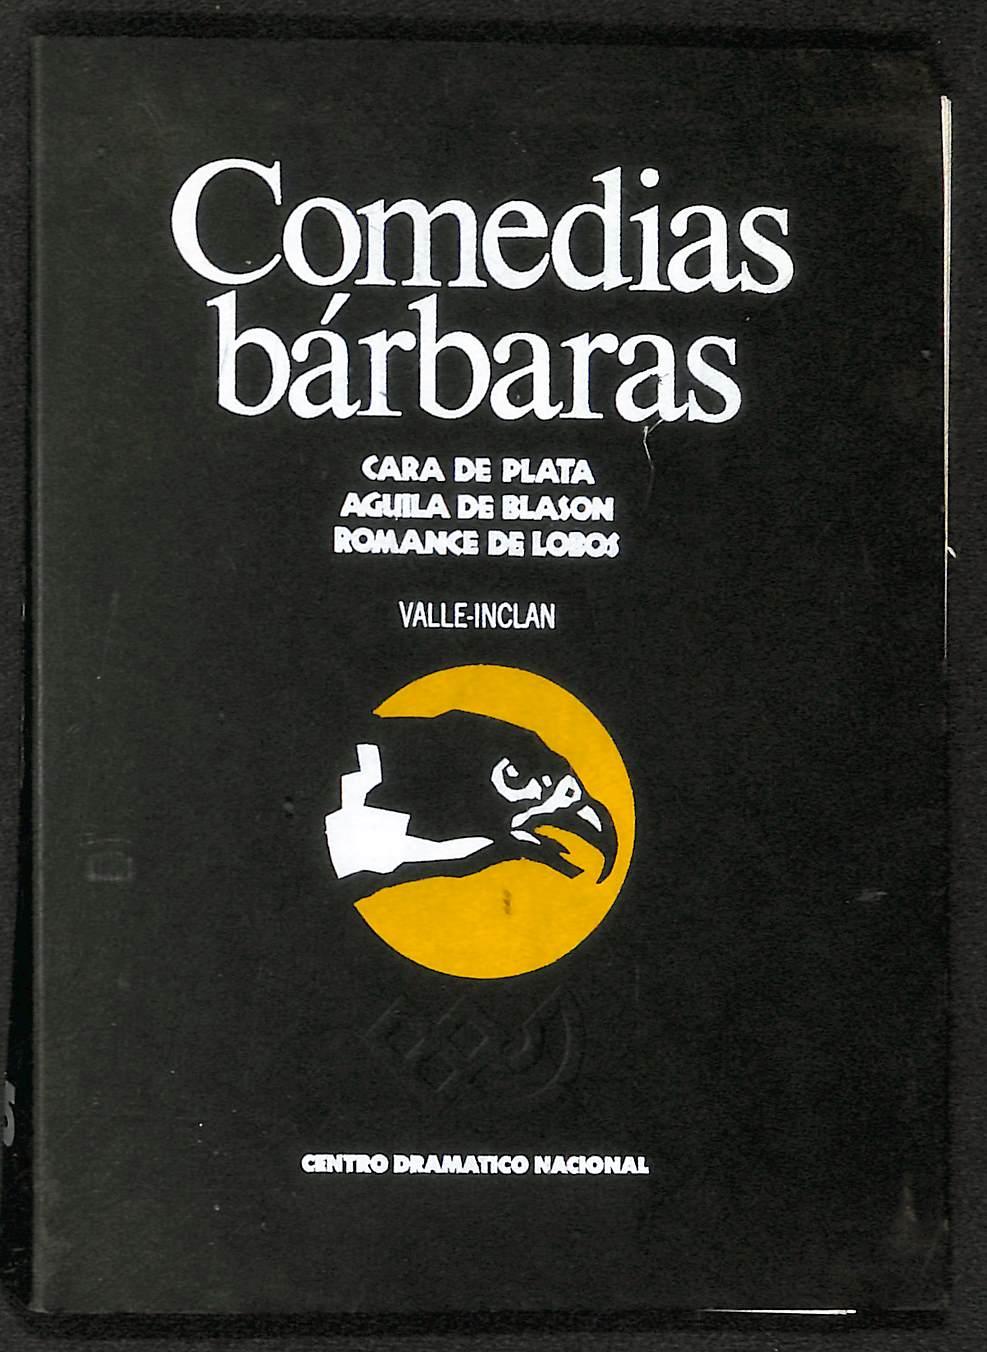 Comedias
bárbaras
CARA DE PLATA
AGUILA DE BLASON
ROMANCE DE LOBOS
VALLE-INCLAN
CENTRO DRAMATICO NACIONAL